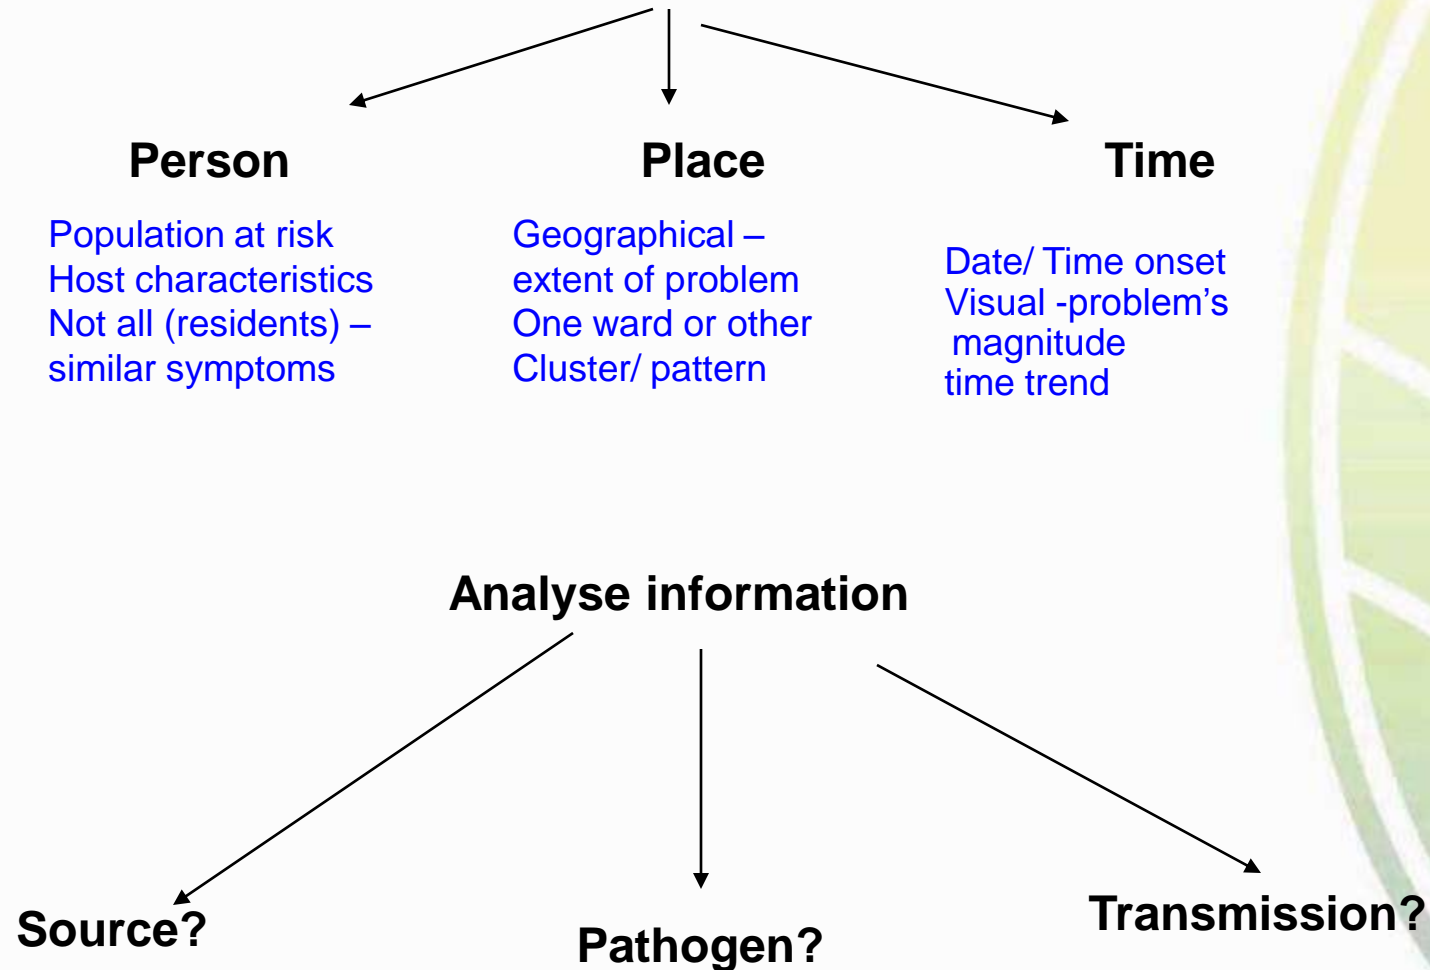 Person
Place
Time
Population at risk
Host characteristics
Not all (residents) –
similar symptoms
Geographical –
extent of problem
One ward or other
Cluster/ pattern
Date/ Time onset
Visual -problem’s
magnitude
time trend
Analyse information
Source?
Pathogen?
Transmission?